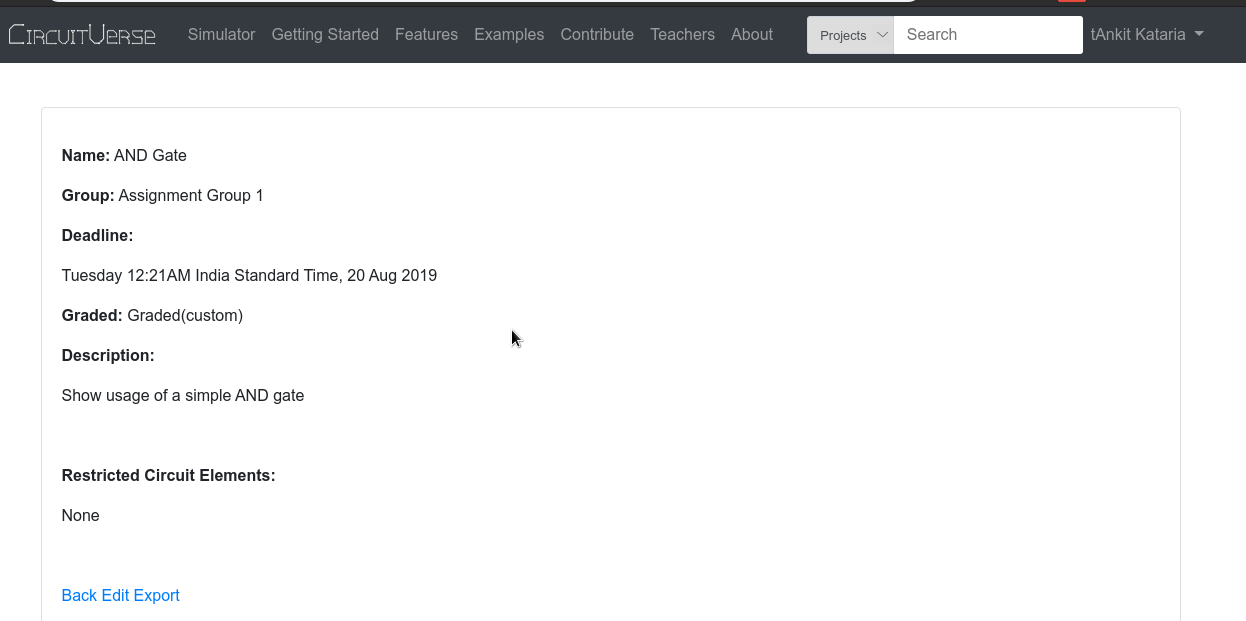 CircuitVerse Simulator Getting Started Features Examples Contribute Teachers About Projects Search tAnkit Kataria
Name: AND Gate
Group: Assignment Group 1
Deadline:
Tuesday 12:21AM India Standard Time, 20 Aug 2019
Graded: Graded(custom)
Description:
Show usage of a simple AND gate
Restricted Circuit Elements:
None
Back Edit Export